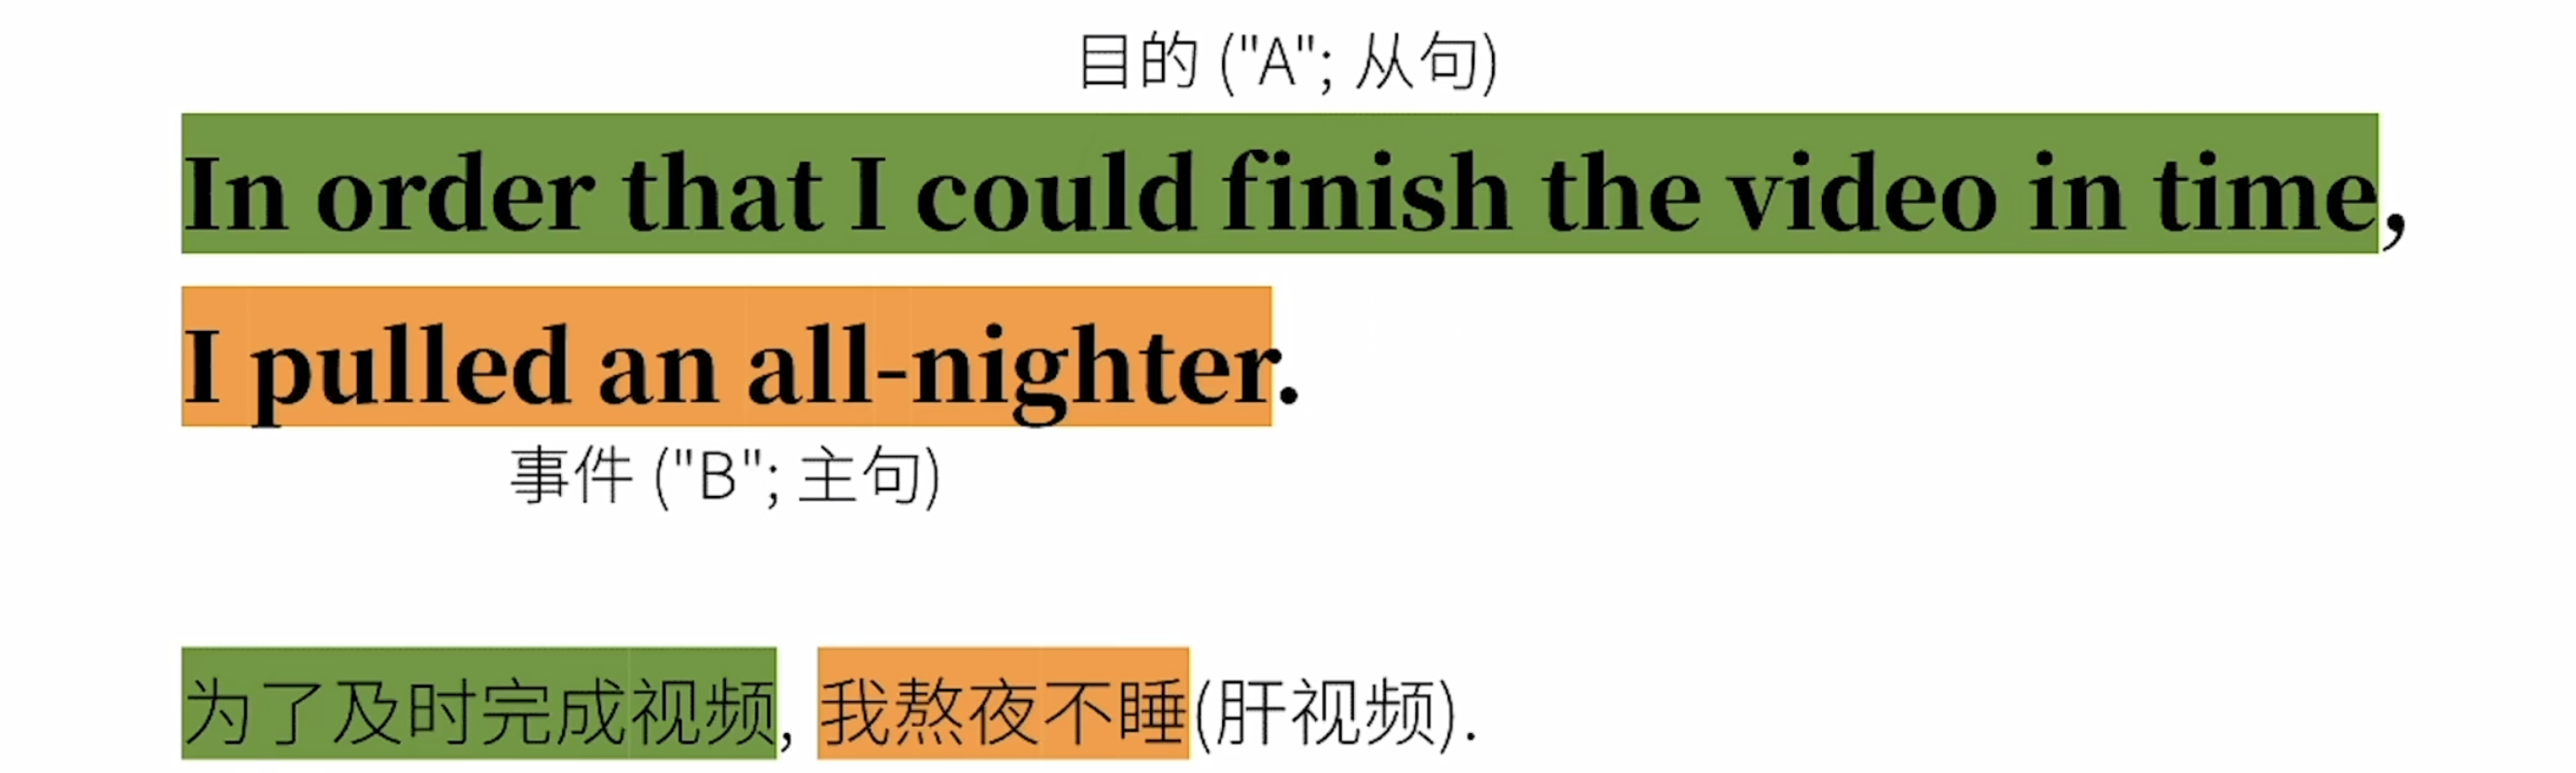 目的 ("A"; 从句)
In order that I could finish the video in time,
I pulled an all-nighter.
事件 ("B"; 主句)
为了及时完成视频, 我熬夜不睡(肝视频).